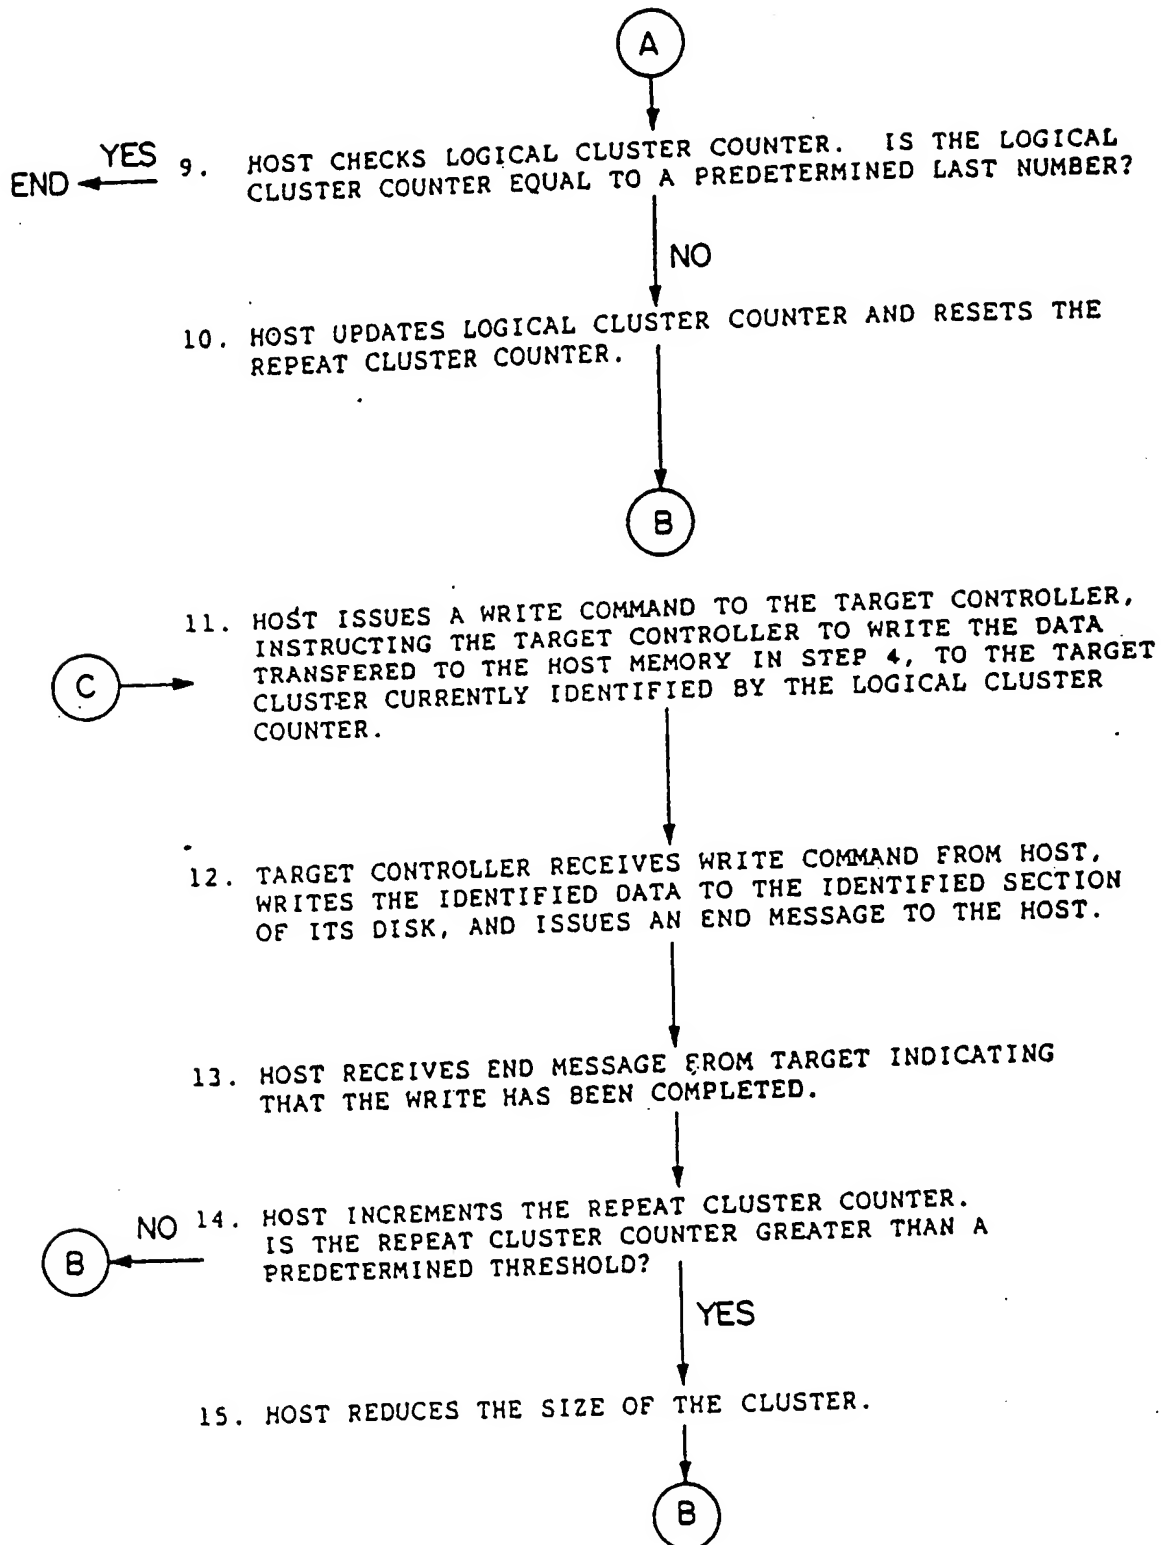 A
YES
END
9. HOST CHECKS LOGICAL CLUSTER COUNTER. IS THE LOGICAL
CLUSTER COUNTER EQUAL TO A PREDETERMINED LAST NUMBER?
NO
10. HOST UPDATES LOGICAL CLUSTER COUNTER AND RESETS THE
REPEAT CLUSTER COUNTER.
B
C
11. HOST ISSUES A WRITE COMMAND TO THE TARGET CONTROLLER,
INSTRUCTING THE TARGET CONTROLLER TO WRITE THE DATA
TRANSFERED TO THE HOST MEMORY IN STEP 4, TO THE TARGET
CLUSTER CURRENTLY IDENTIFIED BY THE LOGICAL CLUSTER
COUNTER.
12. TARGET CONTROLLER RECEIVES WRITE COMMAND FROM HOST,
WRITES THE IDENTIFIED DATA TO THE IDENTIFIED SECTION
OF ITS DISK, AND ISSUES AN END MESSAGE TO THE HOST.
13. HOST RECEIVES END MESSAGE FROM TARGET INDICATING
THAT THE WRITE HAS BEEN COMPLETED.
B
NO
14. HOST INCREMENTS THE REPEAT CLUSTER COUNTER.
IS THE REPEAT CLUSTER COUNTER GREATER THAN A
PREDETERMINED THRESHOLD?
YES
15. HOST REDUCES THE SIZE OF THE CLUSTER.
B